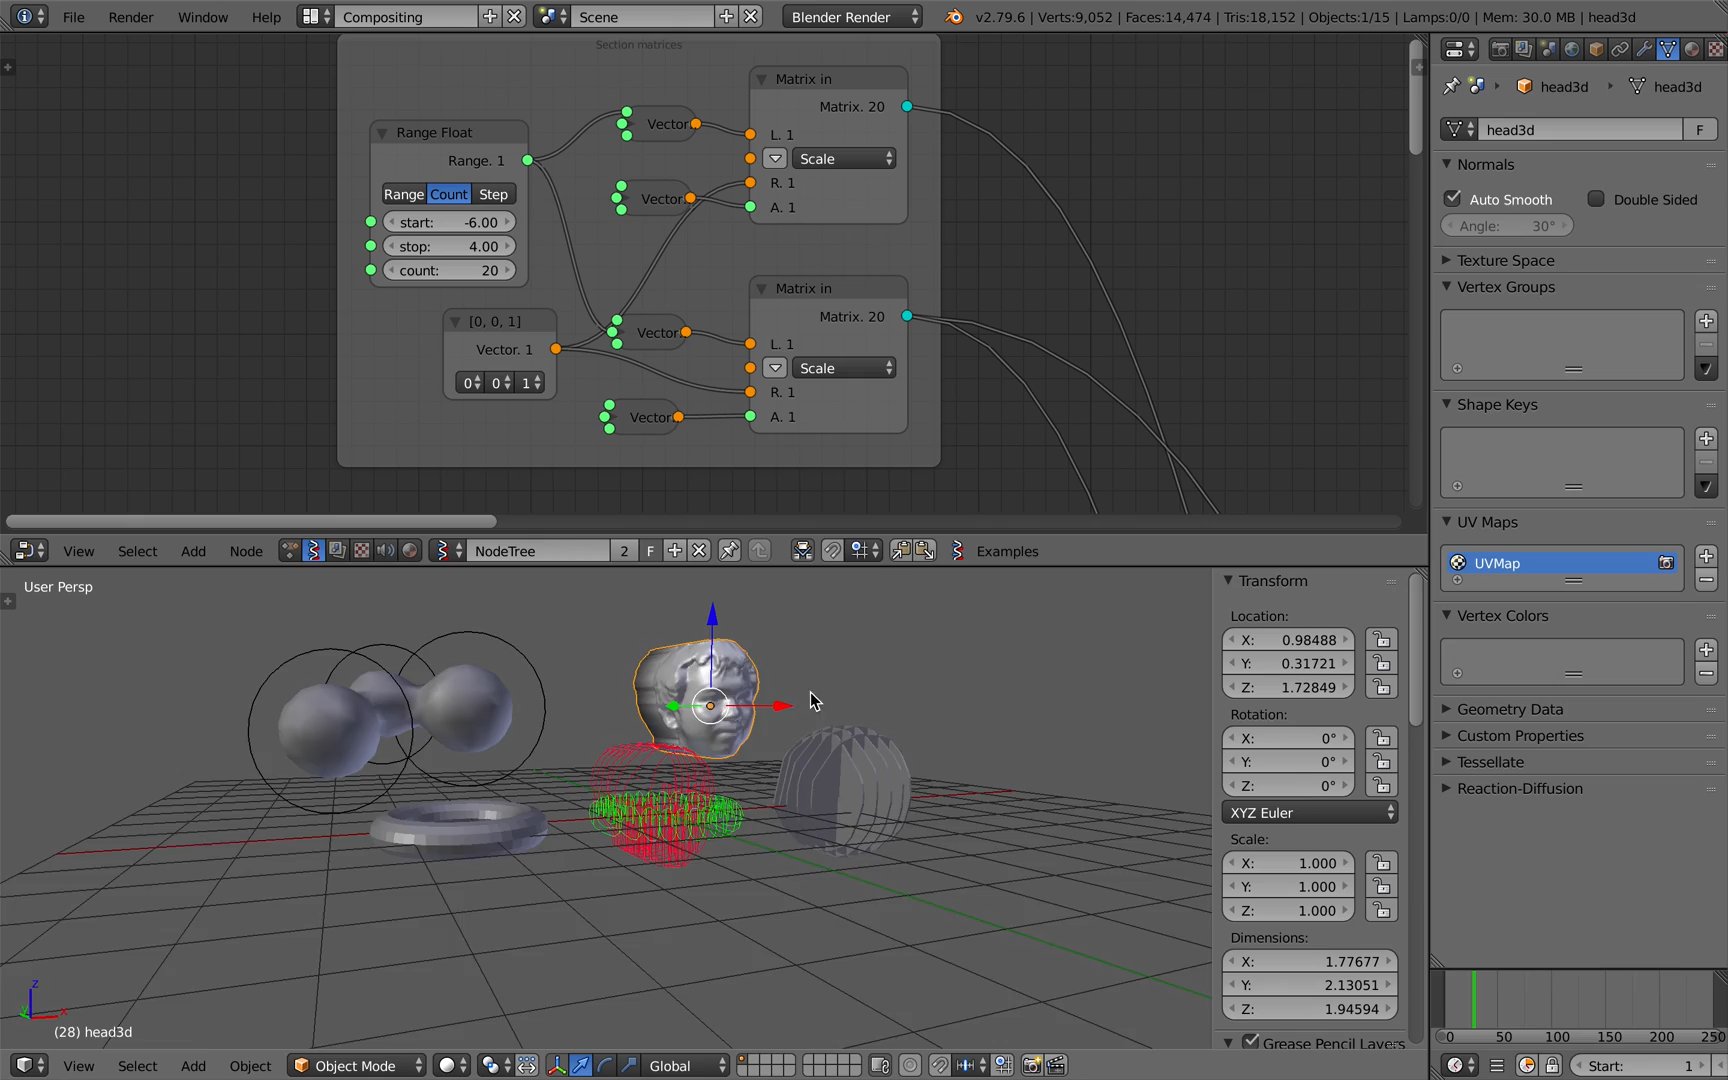 File Render Window Help Compositing Scene Blender Render v2.79.6 | Verts:9,052 | Faces:14,474 | Tris:18,152 | Objects:1/15 | Lamps:0/0 | Mem: 30.0 MB | head3d
Section matrices
Matrix in
Matrix. 20
L. 1
Scale
R. 1
A. 1
Vector
Vector
Range Float
Range. 1
Range Count Step
start: -6.00
stop: 4.00
count: 20
[0, 0, 1]
Vector. 1
0 0 1
Vector
Vector
Matrix in
Matrix. 20
L. 1
Scale
R. 1
A. 1
View Select Add Node NodeTree 2 F Examples
User Persp
(28) head3d
z
y
x
Transform
Location:
X: 0.98488
Y: 0.31721
Z: 1.72849
Rotation:
X: 0°
Y: 0°
Z: 0°
XYZ Euler
Scale:
X: 1.000
Y: 1.000
Z: 1.000
Dimensions:
X: 1.77677
Y: 2.13051
Z: 1.94594
Grease Pencil Layers
View Select Add Object Object Mode Global
head3d head3d
head3d F
Normals
Auto Smooth Double Sided
Angle: 30°
Texture Space
Vertex Groups
Shape Keys
UV Maps
UVMap
Vertex Colors
Geometry Data
Custom Properties
Tessellate
Reaction-Diffusion
0 50 100 150 200 250
Start: 1